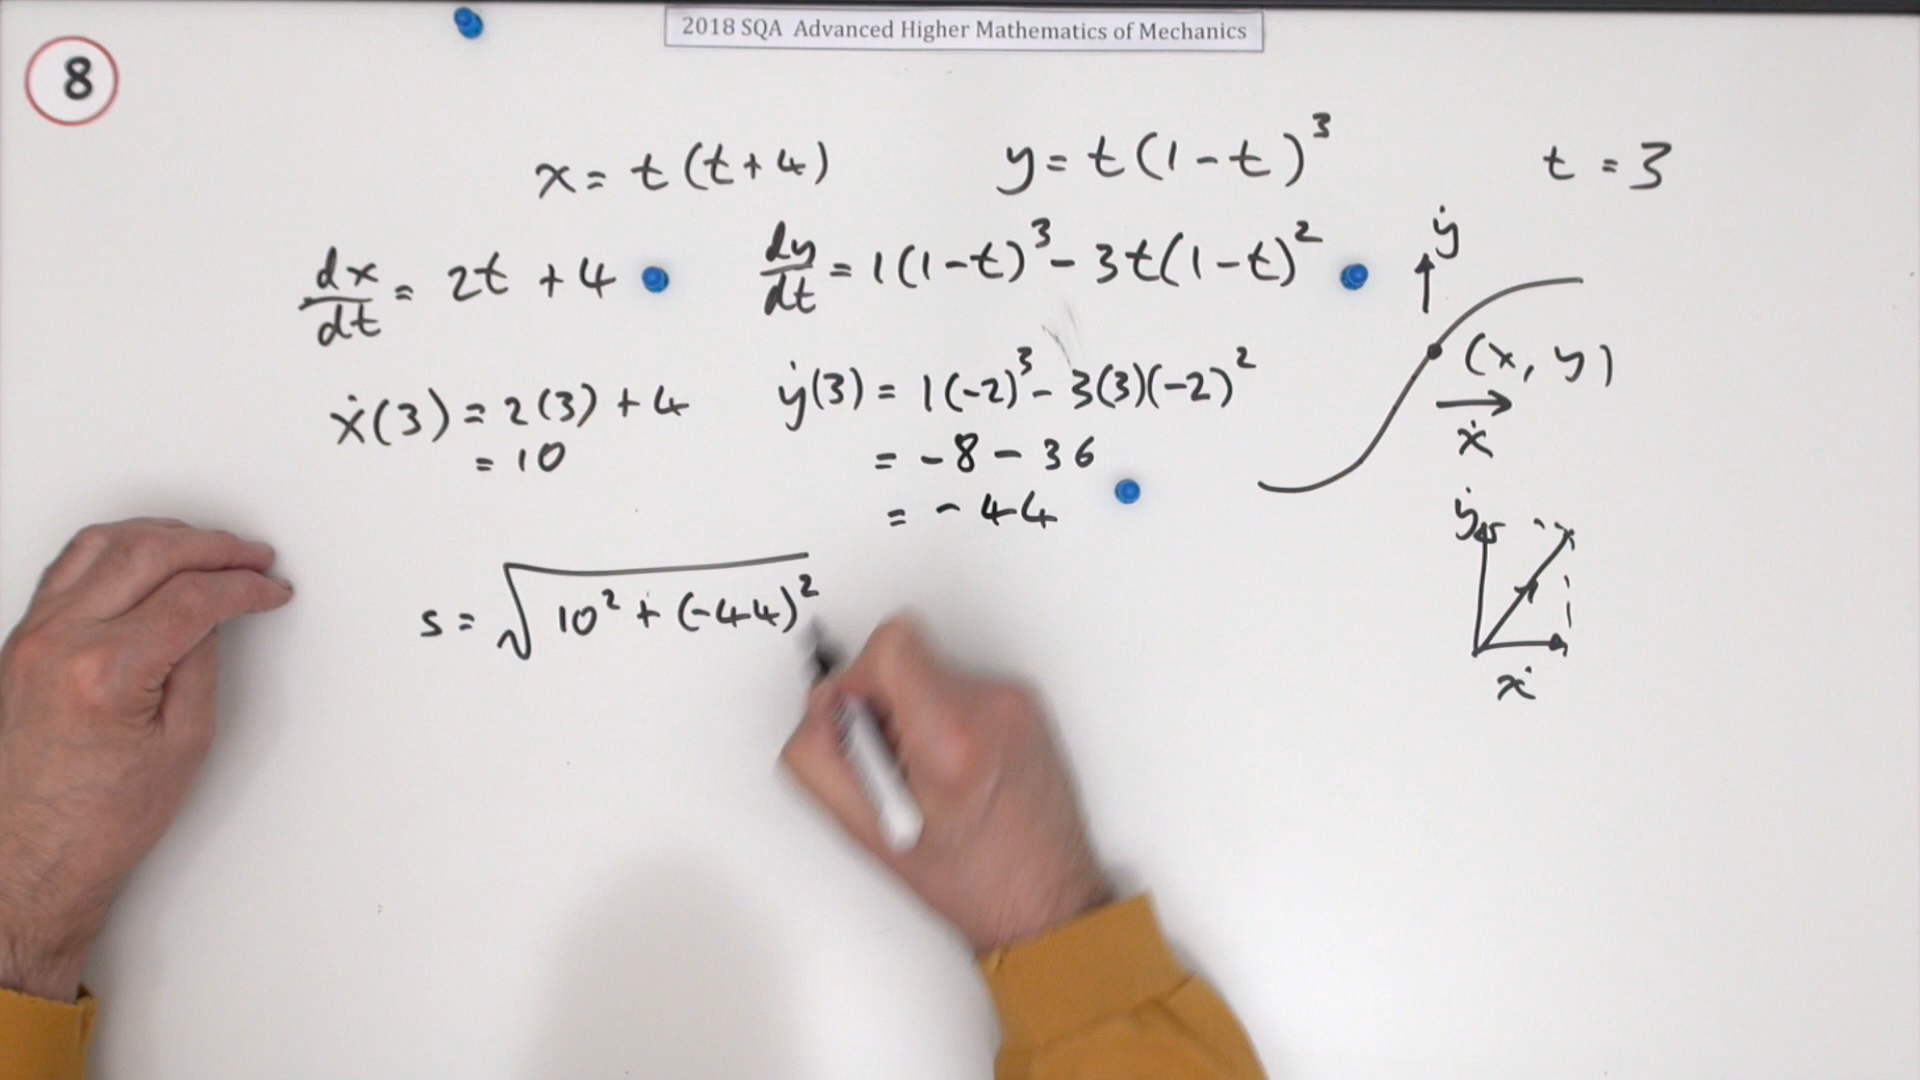 2018 SQA Advanced Higher Mathematics of Mechanics
8
x = t(t+4)   y = t(1-t)³   t = 3
dx/dt = 2t + 4   dy/dt = 1(1-t)³ - 3t(1-t)²
ẏ
(x, y)
ẋ(3) = 2(3) + 4   ẏ(3) = 1(-2)³ - 3(3)(-2)²
ẋ
= 10   = -8 - 36
= -44
ẏ
s = √(10² + (-44)²)
ẋ